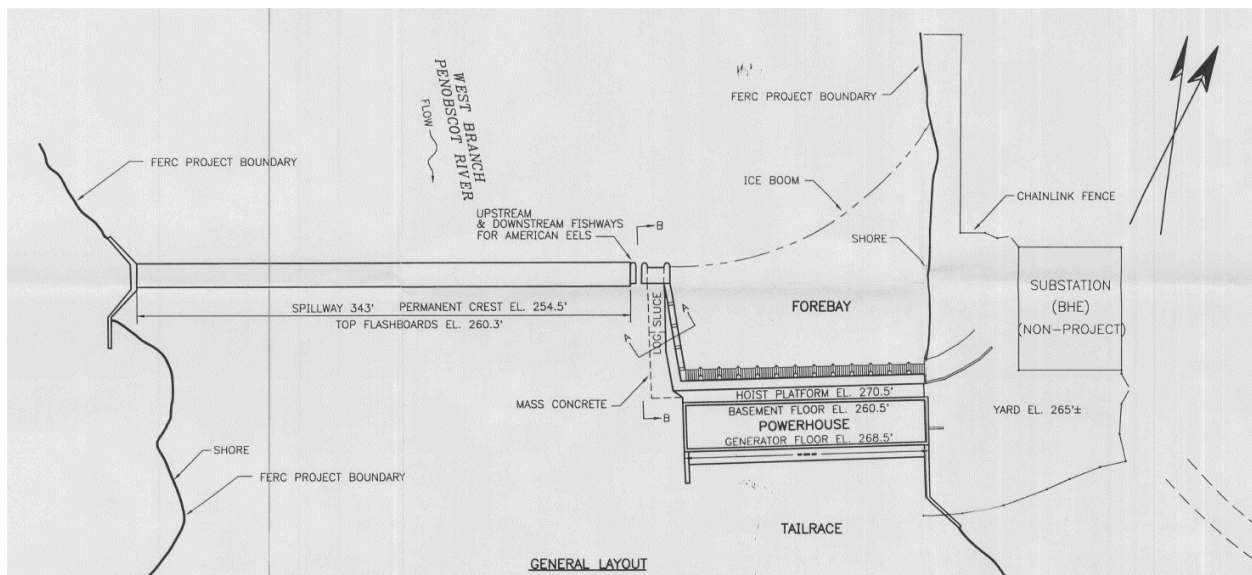 WEST BRANCH
PENOBSCOT RIVER
FLOW
FERC PROJECT BOUNDARY
FERC PROJECT BOUNDARY
ICE BOOM
CHAINLINK FENCE
UPSTREAM
& DOWNSTREAM FISHWAYS
FOR AMERICAN EELS
B
SHORE
SUBSTATION
(BHE)
(NON-PROJECT)
FOREBAY
SPILLWAY 343' PERMANENT CREST EL. 254.5'
TOP FLASHBOARDS EL. 260.3'
LOG SLUICE
A
A
MASS CONCRETE
B
HOIST PLATFORM EL. 270.5'
BASEMENT FLOOR EL. 260.5'
POWERHOUSE
GENERATOR FLOOR EL. 268.5'
YARD EL. 265'±
SHORE
FERC PROJECT BOUNDARY
TAILRACE
GENERAL LAYOUT